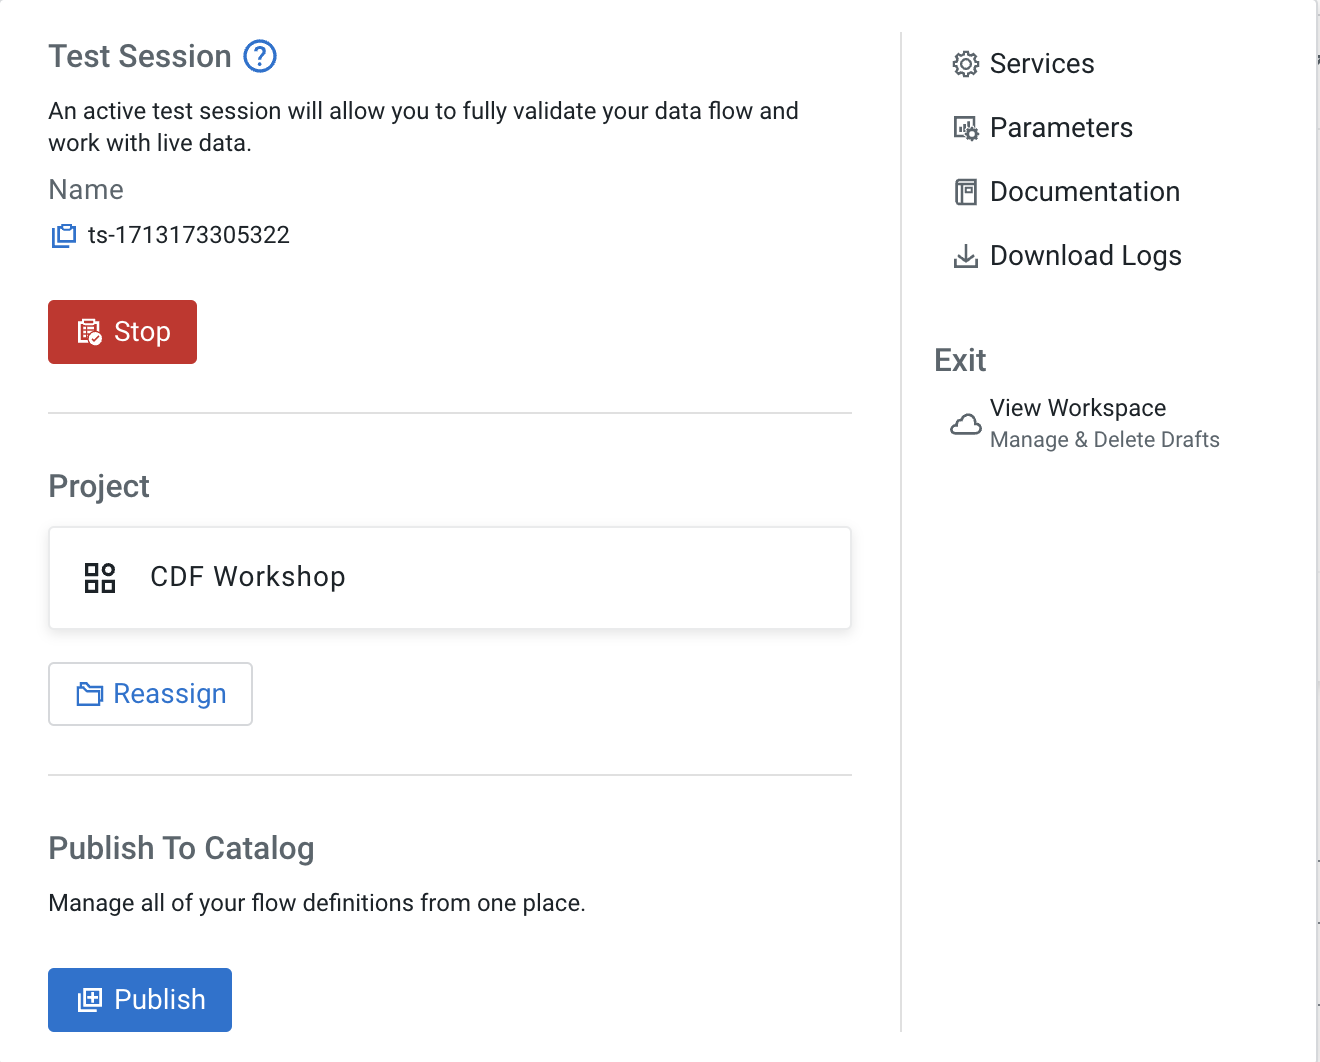 Test Session
An active test session will allow you to fully validate your data flow and
work with live data.
Name
ts-1713173305322
Stop
Project
CDF Workshop
Reassign
Publish To Catalog
Manage all of your flow definitions from one place.
Publish
Services
Parameters
Documentation
Download Logs
Exit
View Workspace
Manage & Delete Drafts